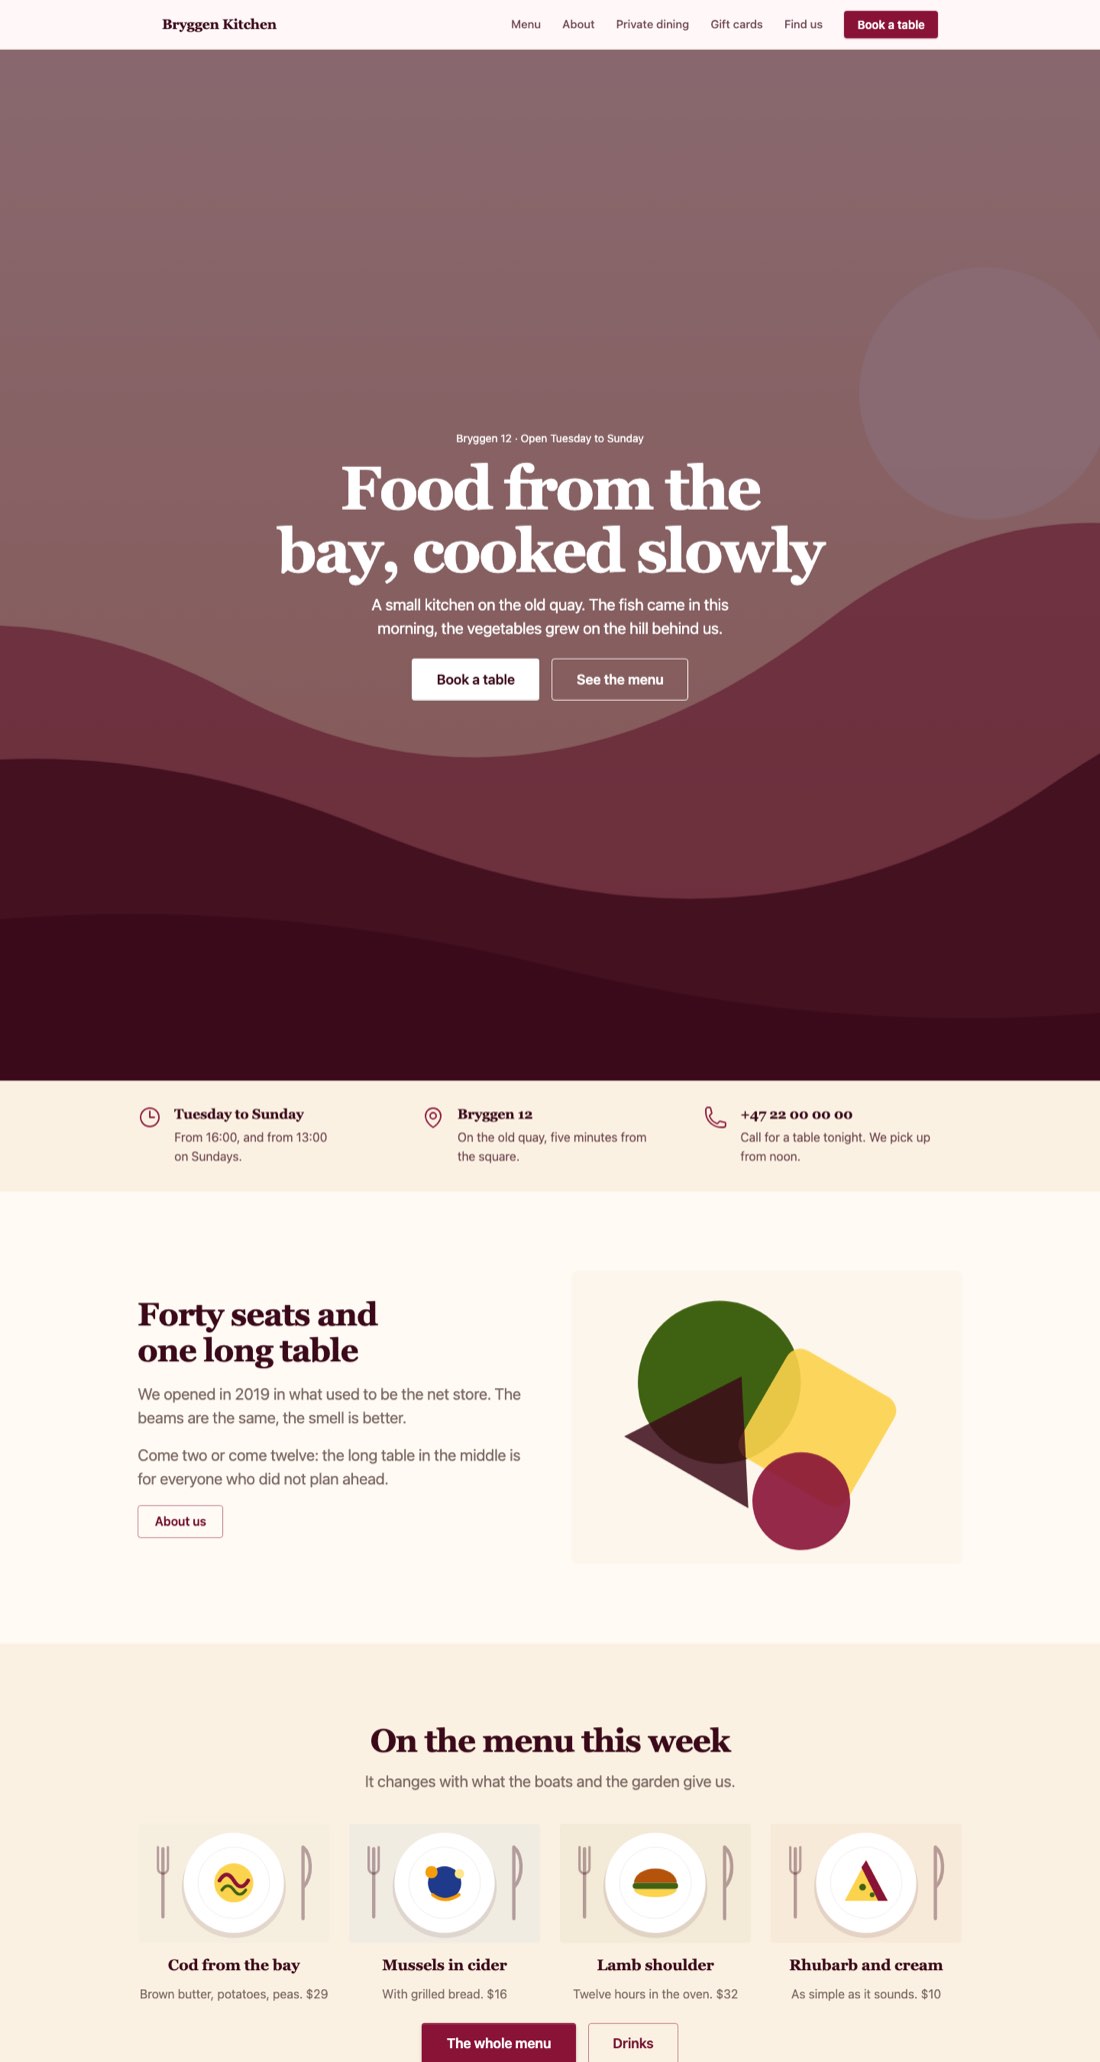 Bryggen Kitchen
Menu
About
Private dining
Gift cards
Find us
Book a table
Bryggen 12 · Open Tuesday to Sunday
Food from the
bay, cooked slowly
A small kitchen on the old quay. The fish came in this
morning, the vegetables grew on the hill behind us.
Book a table
See the menu
Tuesday to Sunday
From 16:00, and from 13:00
on Sundays.
Bryggen 12
On the old quay, five minutes from
the square.
+47 22 00 00 00
Call for a table tonight. We pick up
from noon.
Forty seats and
one long table
We opened in 2019 in what used to be the net store. The
beams are the same, the smell is better.
Come two or come twelve: the long table in the middle is
for everyone who did not plan ahead.
About us
On the menu this week
It changes with what the boats and the garden give us.
Cod from the bay
Brown butter, potatoes, peas. $29
Mussels in cider
With grilled bread. $16
Lamb shoulder
Twelve hours in the oven. $32
Rhubarb and cream
As simple as it sounds. $10
The whole menu
Drinks